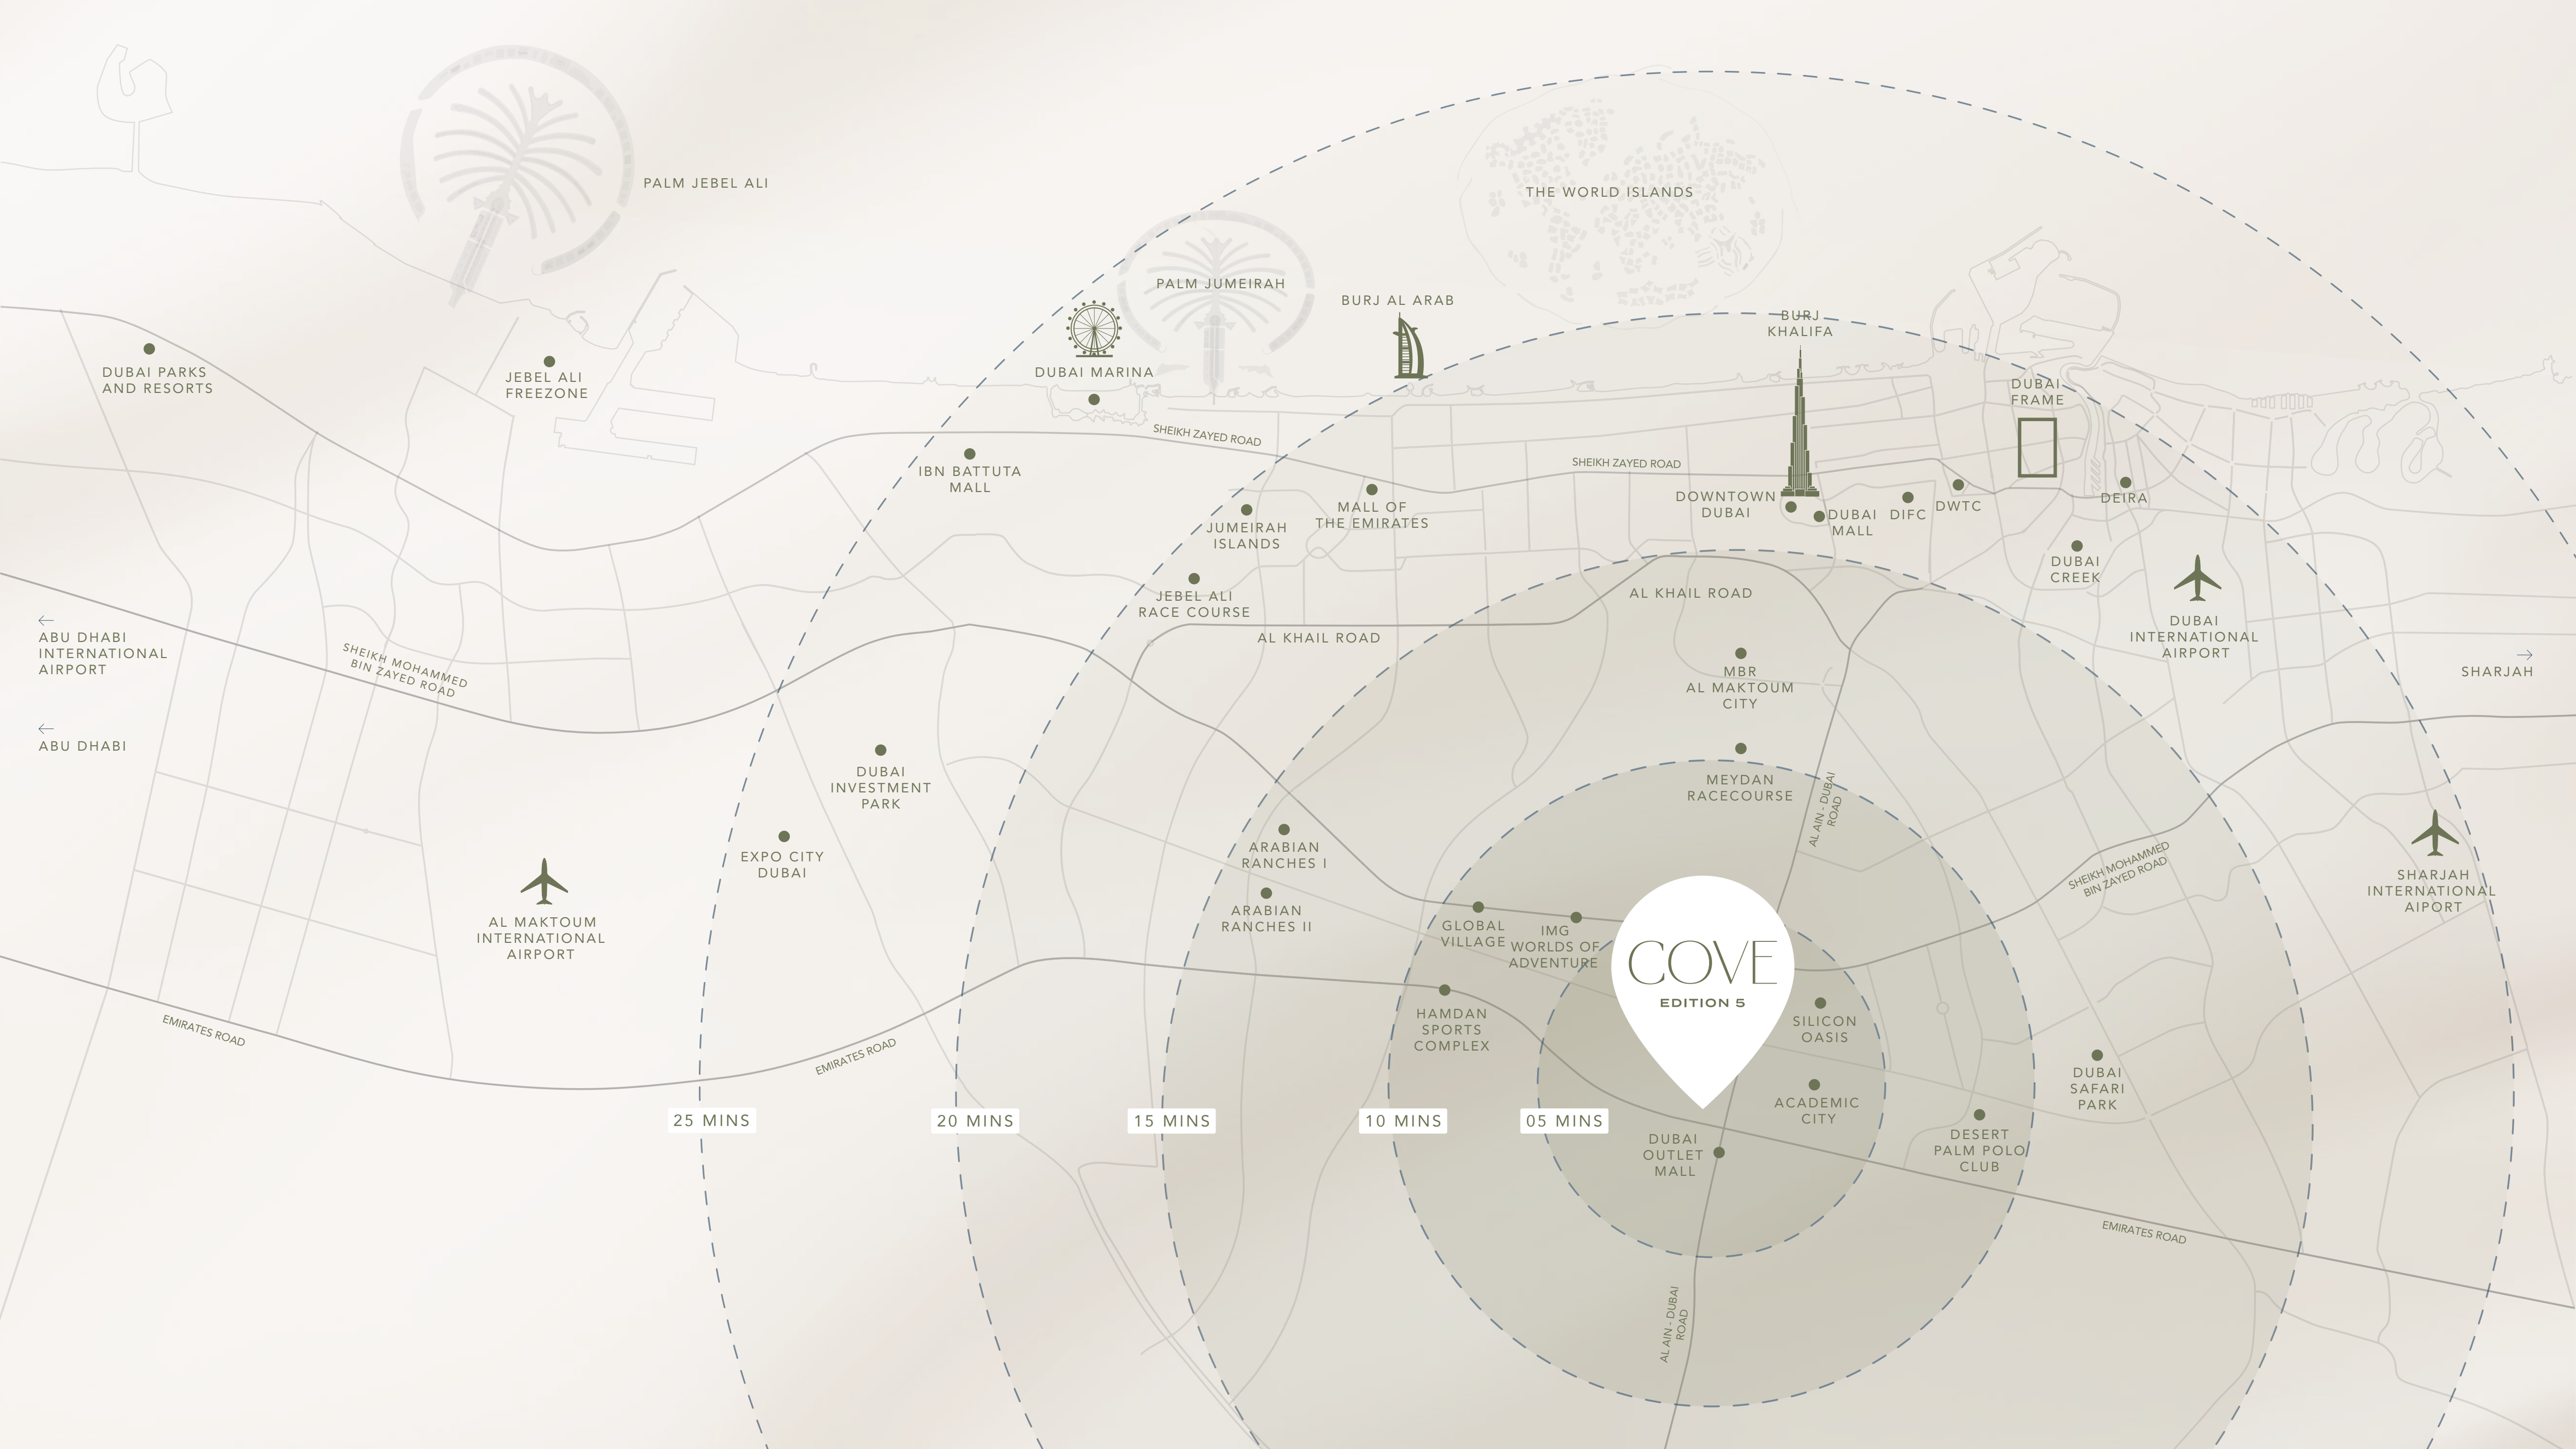 PALM JEBEL ALI
THE WORLD ISLANDS
PALM JUMEIRAH
BURJ AL ARAB
BURJ
KHALIFA
DUBAI PARKS
AND RESORTS
JEBEL ALI
FREEZONE
DUBAI MARINA
DUBAI
FRAME
SHEIKH ZAYED ROAD
SHEIKH ZAYED ROAD
IBN BATTUTA
MALL
JUMEIRAH
ISLANDS
MALL OF
THE EMIRATES
DOWNTOWN
DUBAI
DUBAI
MALL
DIFC
DWTC
DEIRA
DUBAI
CREEK
JEBEL ALI
RACE COURSE
AL KHAIL ROAD
AL KHAIL ROAD
DUBAI
INTERNATIONAL
AIRPORT
←
ABU DHABI
INTERNATIONAL
AIRPORT
SHEIKH MOHAMMED
BIN ZAYED ROAD
→
SHARJAH
MBR
AL MAKTOUM
CITY
←
ABU DHABI
DUBAI
INVESTMENT
PARK
MEYDAN
RACECOURSE
AL AIN - DUBAI
ROAD
EXPO CITY
DUBAI
ARABIAN
RANCHES I
ARABIAN
RANCHES II
SHEIKH MOHAMMED
BIN ZAYED ROAD
SHARJAH
INTERNATIONAL
AIPORT
AL MAKTOUM
INTERNATIONAL
AIRPORT
GLOBAL
VILLAGE
IMG
WORLDS OF
ADVENTURE
COVE
EDITION 5
HAMDAN
SPORTS
COMPLEX
SILICON
OASIS
EMIRATES ROAD
EMIRATES ROAD
DUBAI
SAFARI
PARK
ACADEMIC
CITY
25 MINS
20 MINS
15 MINS
10 MINS
05 MINS
DUBAI
OUTLET
MALL
DESERT
PALM POLO
CLUB
EMIRATES ROAD
AL AIN - DUBAI
ROAD